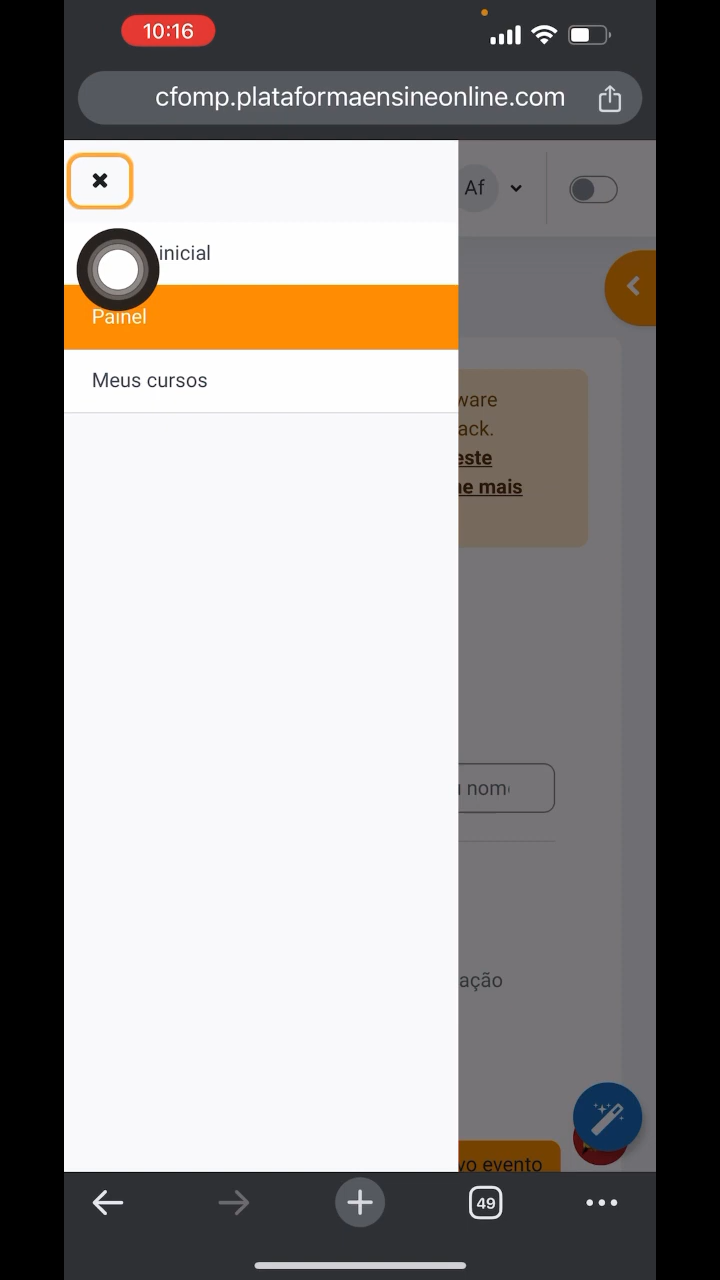 10:16
cfomp.plataformaensineonline.com
Af
inicial
Painel
Meus cursos
ware
ack.
este
ne mais
u nom
ação
vo evento
49